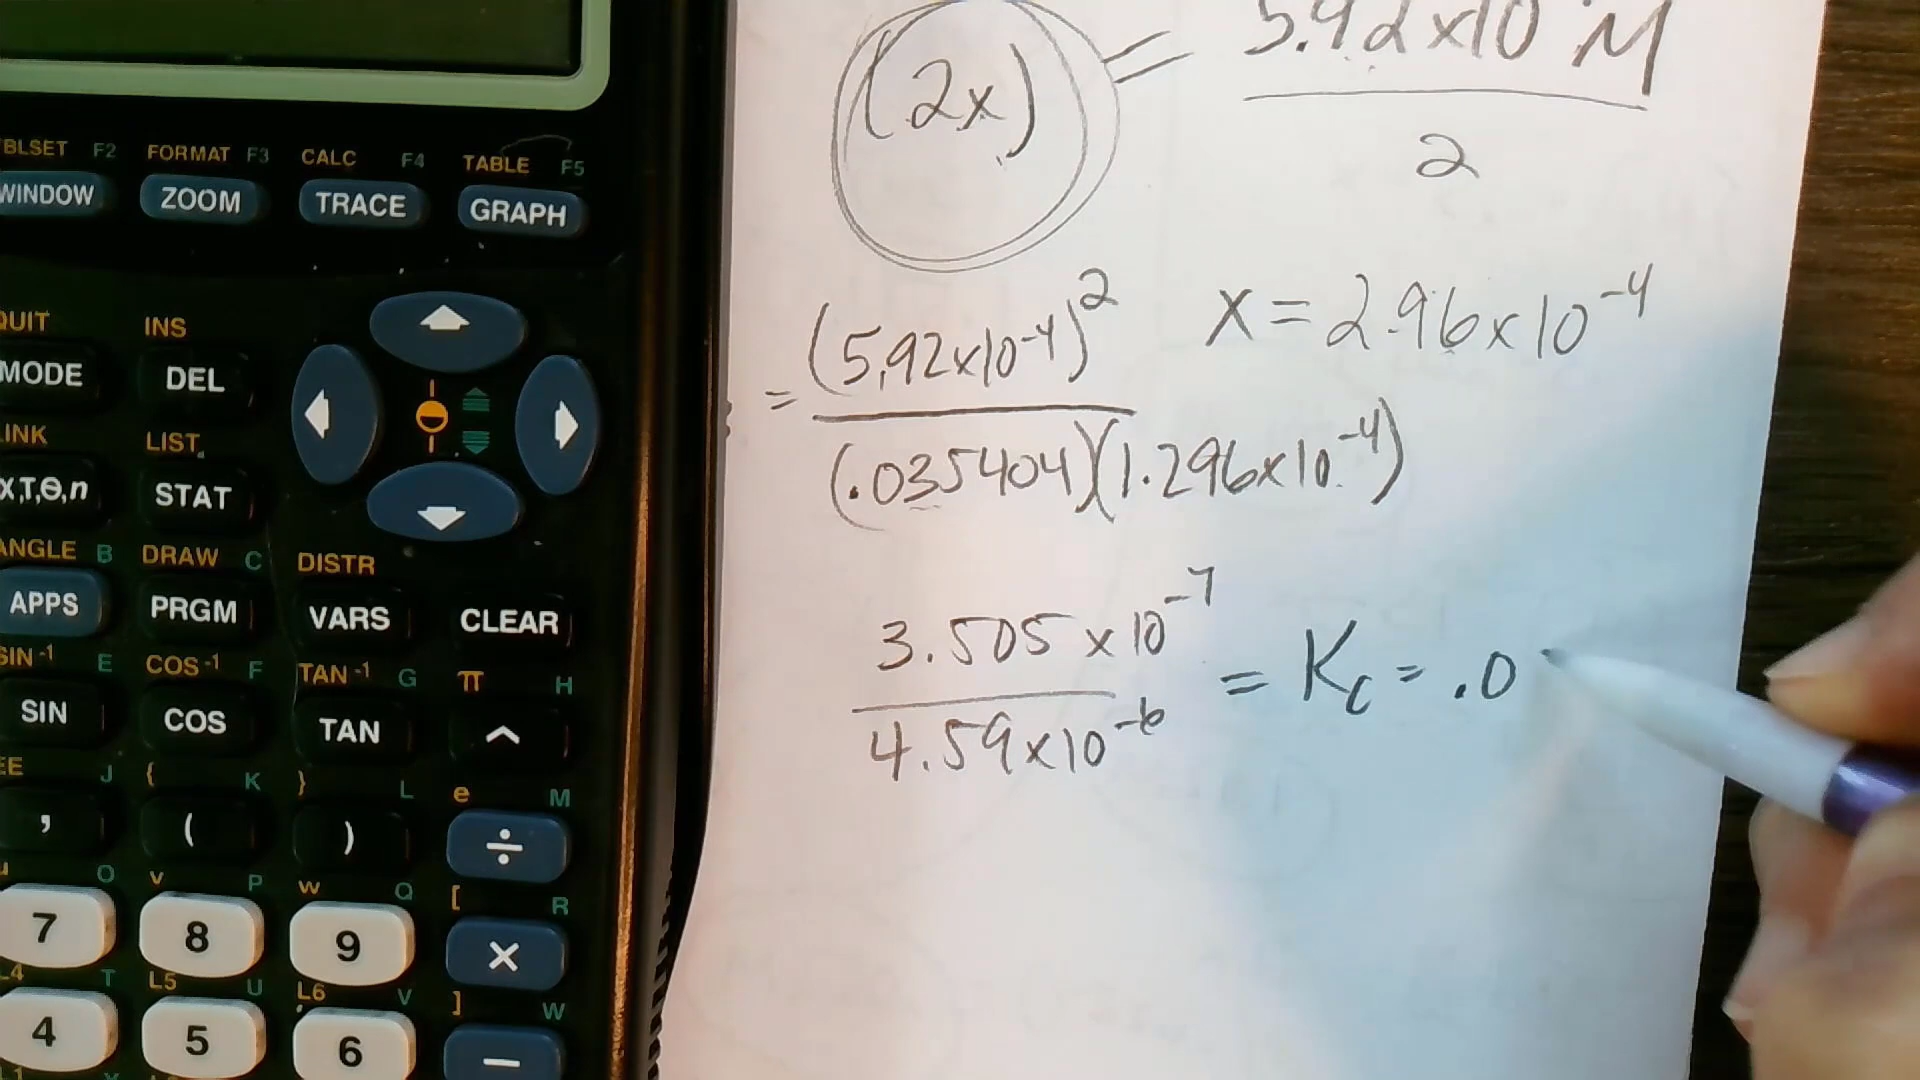 5.92x10 M
(2x) =
2
TBLSET F2 FORMAT F3 CALC F4 TABLE F5
WINDOW ZOOM TRACE GRAPH
(5.92x10⁻⁴)²
x = 2.96x10⁻⁴
=
(.035404)(1.296x10⁻⁴)
QUIT INS
MODE DEL
LINK LIST
X,T,Θ,n STAT
ANGLE B DRAW C DISTR
APPS PRGM VARS CLEAR
3.505 x 10⁻⁷
= Kc = .0
4.59x10⁻⁶
SIN⁻¹ E COS⁻¹ F TAN⁻¹ G π H
SIN COS TAN ^
EE J { K } L e M
, ( ) ÷
u O v P w Q [ R
7 8 9 ×
L4 T L5 U L6 V ] W
4 5 6 −